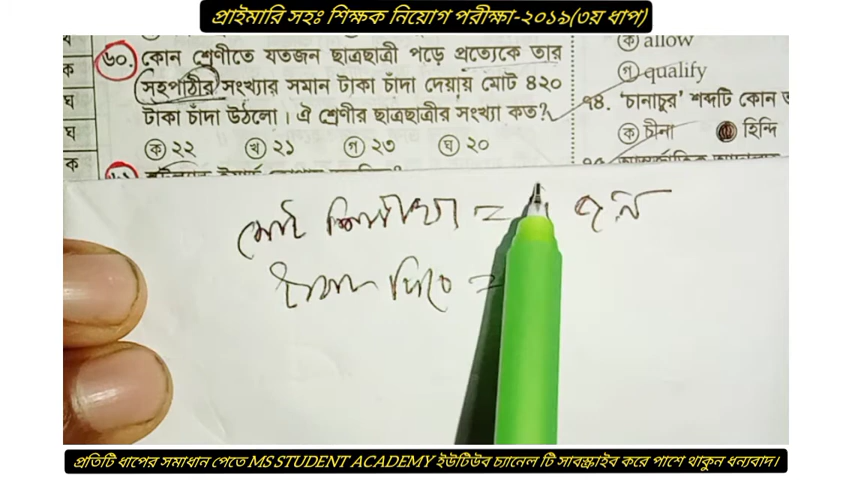 প্রাইমারি সহঃ শিক্ষক নিয়োগ পরীক্ষা-২০১৯(৩য় ধাপ)
ক
ঘ
ঘ
ক
৬০. কোন শ্রেণীতে যতজন ছাত্রছাত্রী পড়ে প্রত্যেকে তার
সহপাঠীর সংখ্যার সমান টাকা চাঁদা দেয়ায় মোট ৪২০
টাকা চাঁদা উঠলো। ঐ শ্রেণীর ছাত্রছাত্রীর সংখ্যা কত?
ক ২২ খ ২১ গ ২৩ ঘ ২০
ক allow
গ qualify
৭৪. ‘চানাচুর’ শব্দটি কোন
ক চীনা হিন্দি
মোট = জন
=
প্রতিটি ধাপের সমাধান পেতে MS STUDENT ACADEMY ইউটিউব চ্যানেল টি সাবস্ক্রাইব করে পাশে থাকুন ধন্যবাদ।